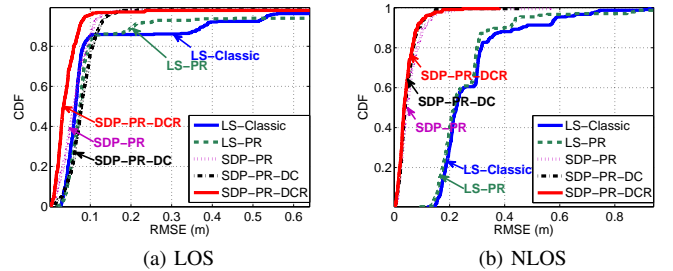 CDF
0.8
0.6
0.4
0.2
0
0
0.1
0.2
0.3
0.4
0.5
0.6
RMSE (m)
LS−Classic
LS−PR
SDP−PR−DCR
SDP−PR
SDP−PR−DC
LS−Classic
LS−PR
SDP−PR
SDP−PR−DC
SDP−PR−DCR
(a) LOS
CDF
1
0.8
0.6
0.4
0.2
0
0
0.2
0.4
0.6
0.8
RMSE (m)
SDP−PR−DCR
SDP−PR−DC
SDP−PR
LS−Classic
LS−PR
LS−Classic
LS−PR
SDP−PR
SDP−PR−DC
SDP−PR−DCR
(b) NLOS